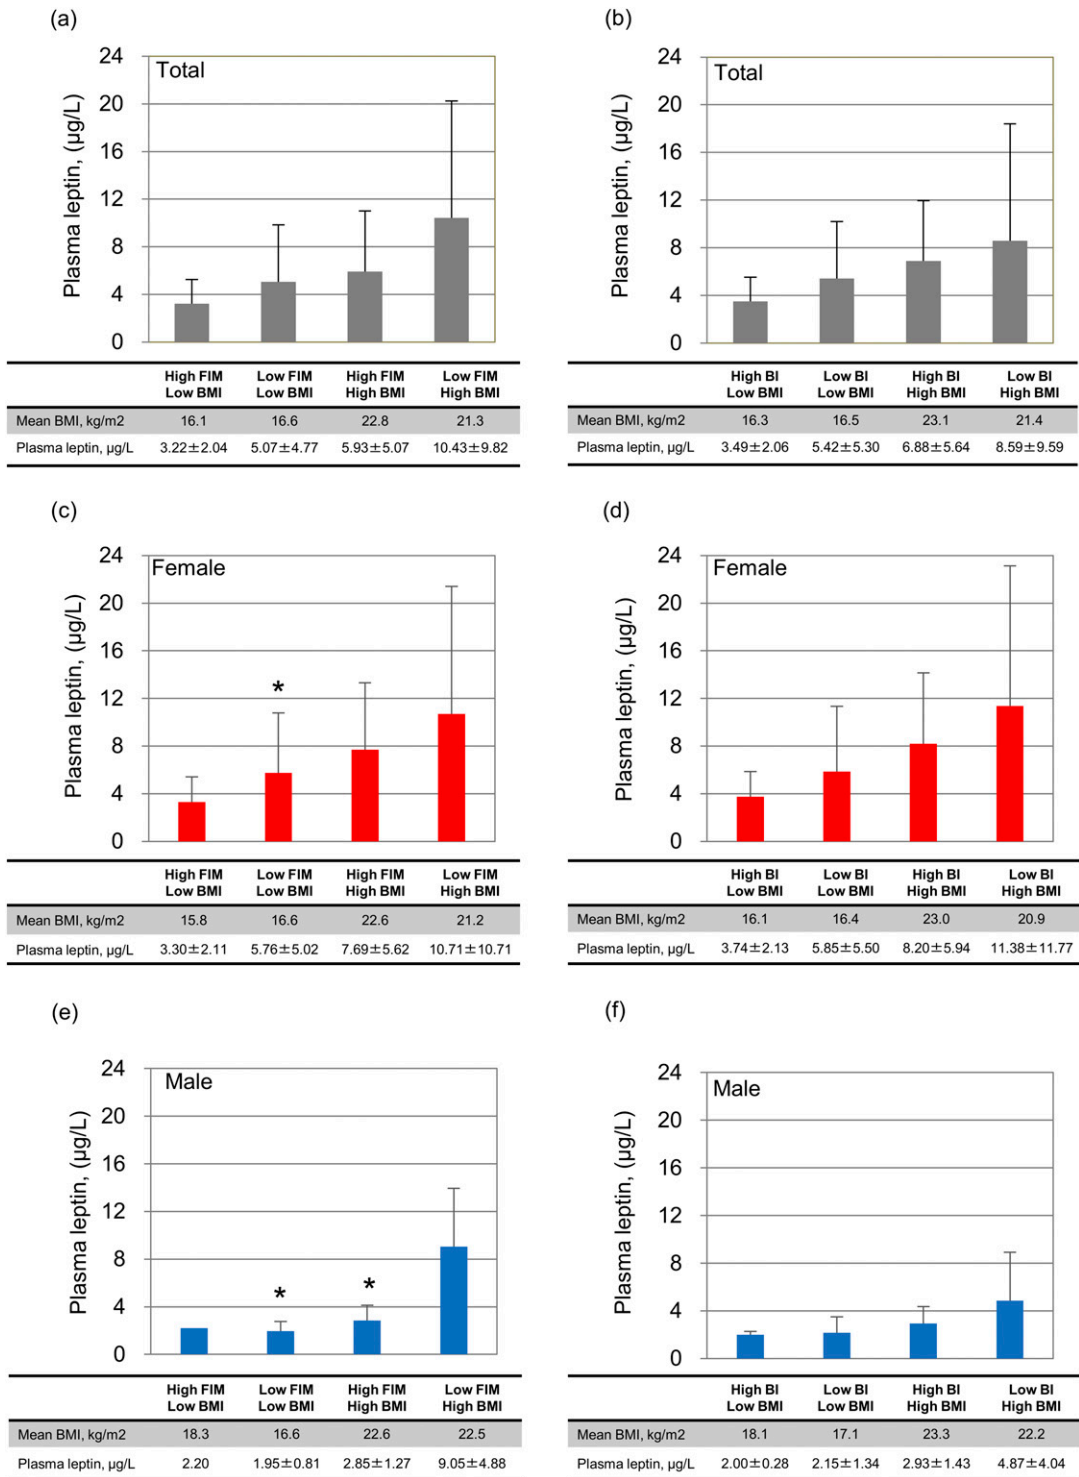 (a)
Total
Plasma leptin, (μg/L)
24
20
16
12
8
4
0
High FIM Low FIM High FIM Low FIM
Low BMI Low BMI High BMI High BMI
Mean BMI, kg/m2 16.1 16.6 22.8 21.3
Plasma leptin, μg/L 3.22±2.04 5.07±4.77 5.93±5.07 10.43±9.82
(b)
Total
Plasma leptin, (μg/L)
24
20
16
12
8
4
0
High BI Low BI High BI Low BI
Low BMI Low BMI High BMI High BMI
Mean BMI, kg/m2 16.3 16.5 23.1 21.4
Plasma leptin, μg/L 3.49±2.06 5.42±5.30 6.88±5.64 8.59±9.59
(c)
Female
Plasma leptin, (μg/L)
24
20
16
12
8
4
0
*
High FIM Low FIM High FIM Low FIM
Low BMI Low BMI High BMI High BMI
Mean BMI, kg/m2 15.8 16.6 22.6 21.2
Plasma leptin, μg/L 3.30±2.11 5.76±5.02 7.69±5.62 10.71±10.71
(d)
Female
Plasma leptin, (μg/L)
24
20
16
12
8
4
0
High BI Low BI High BI Low BI
Low BMI Low BMI High BMI High BMI
Mean BMI, kg/m2 16.1 16.4 23.0 20.9
Plasma leptin, μg/L 3.74±2.13 5.85±5.50 8.20±5.94 11.38±11.77
(e)
Male
Plasma leptin, (μg/L)
24
20
16
12
8
4
0
* *
High FIM Low FIM High FIM Low FIM
Low BMI Low BMI High BMI High BMI
Mean BMI, kg/m2 18.3 16.6 22.6 22.5
Plasma leptin, μg/L 2.20 1.95±0.81 2.85±1.27 9.05±4.88
(f)
Male
Plasma leptin, (μg/L)
24
20
16
12
8
4
0
High BI Low BI High BI Low BI
Low BMI Low BMI High BMI High BMI
Mean BMI, kg/m2 18.1 17.1 23.3 22.2
Plasma leptin, μg/L 2.00±0.28 2.15±1.34 2.93±1.43 4.87±4.04